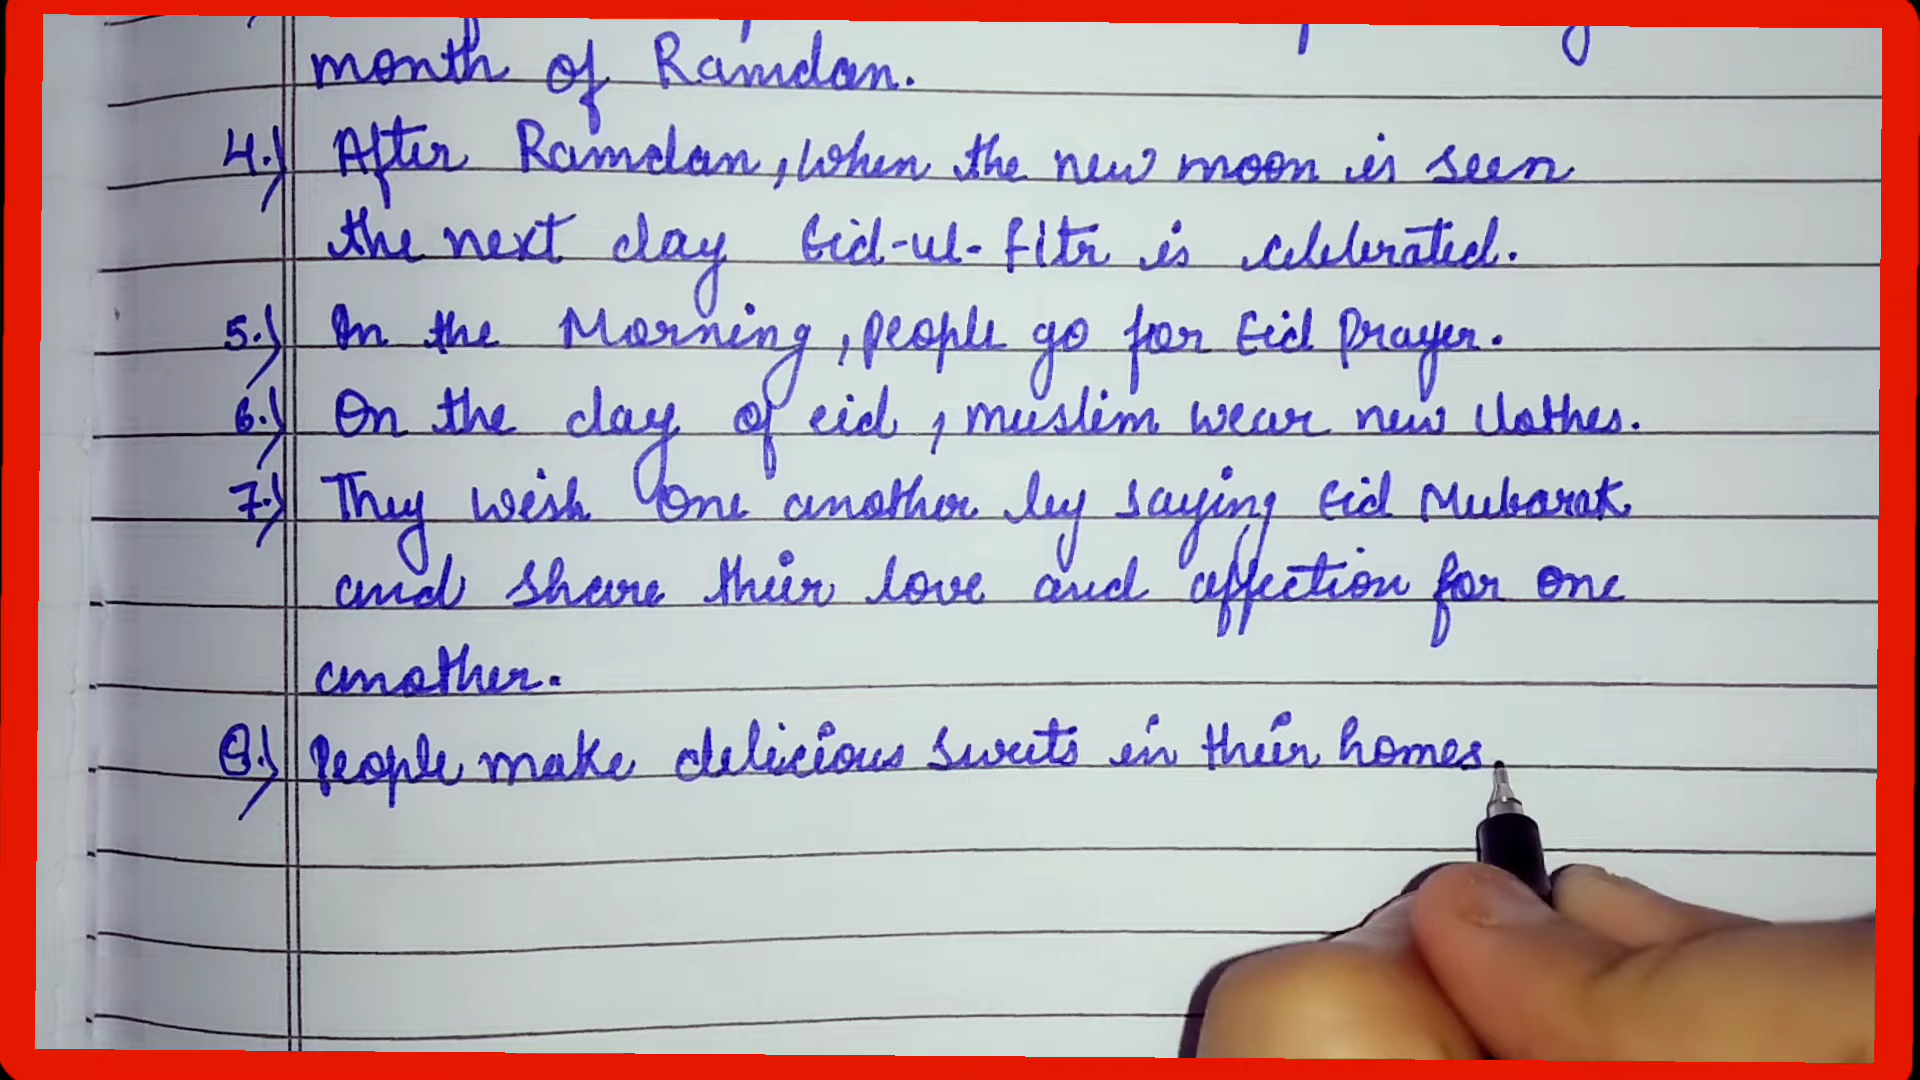 month of Ramdan.
4.) After Ramdan, when the new moon is seen
the next day Eid-ul-Fitr is celebrated.
5.) In the Morning, people go for Eid Prayer.
6.) On the day of eid, muslim wear new clothes.
7.) They wish one another by saying Eid Mubarak
and share their love and affection for one
another.
8.) People make delicious sweets in their homes.